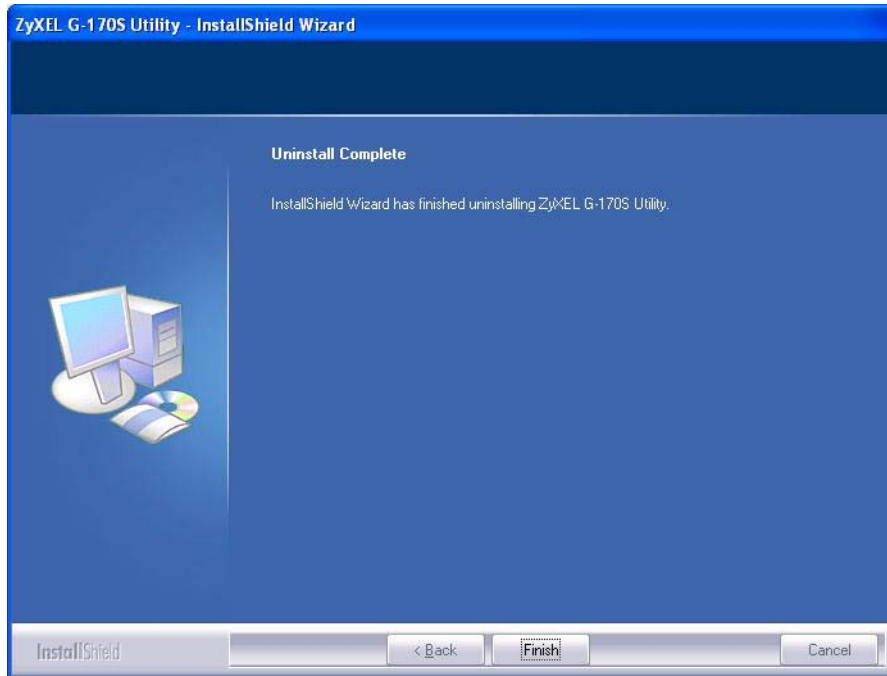 ZyXEL G-170S Utility - InstallShield Wizard
Uninstall Complete
InstallShield Wizard has finished uninstalling ZyXEL G-170S Utility.
InstallShield
< Back
Finish
Cancel